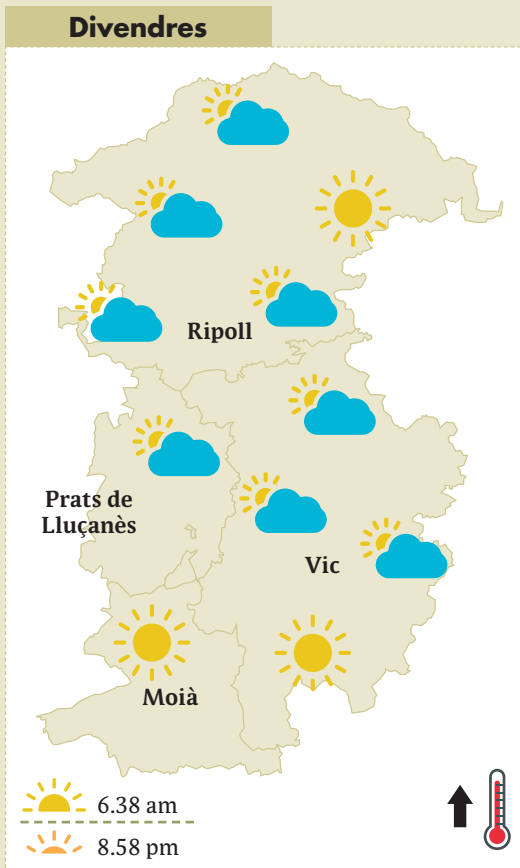 Divendres
Ripoll
Prats de
Lluçanès
Vic
Moià
6.38 am
8.58 pm